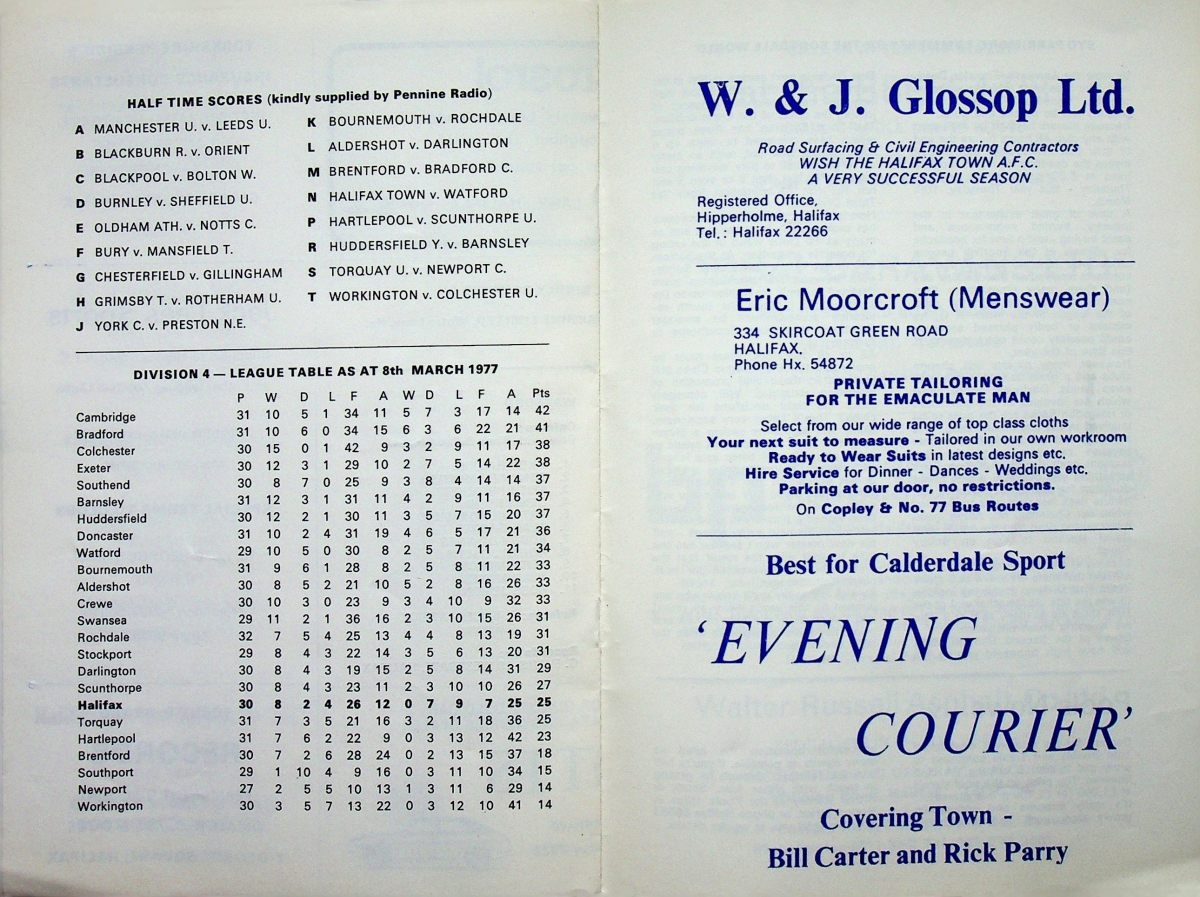 HALF TIME SCORES (kindly supplied by Pennine Radio)
A MANCHESTER U. v. LEEDS U.
B BLACKBURN R. v. ORIENT
C BLACKPOOL v. BOLTON W.
D BURNLEY v. SHEFFIELD U.
E OLDHAM ATH. v. NOTTS C.
F BURY v. MANSFIELD T.
G CHESTERFIELD v. GILLINGHAM
H GRIMSBY T. v. ROTHERHAM U.
J YORK C. v. PRESTON N.E.
K BOURNEMOUTH v. ROCHDALE
L ALDERSHOT v. DARLINGTON
M BRENTFORD v. BRADFORD C.
N HALIFAX TOWN v. WATFORD
P HARTLEPOOL v. SCUNTHORPE U.
R HUDDERSFIELD Y. v. BARNSLEY
S TORQUAY U. v. NEWPORT C.
T WORKINGTON v. COLCHESTER U.
DIVISION 4 — LEAGUE TABLE AS AT 8th MARCH 1977
P W D L F A W D L F A Pts
Cambridge 31 10 5 1 34 11 5 7 3 17 14 42
Bradford 31 10 6 0 34 15 6 3 6 22 21 41
Colchester 30 15 0 1 42 9 3 2 9 11 17 38
Exeter 30 12 3 1 29 10 2 7 5 14 22 38
Southend 30 8 7 0 25 9 3 8 4 14 14 37
Barnsley 31 12 3 1 31 11 4 2 9 11 16 37
Huddersfield 30 12 2 1 30 11 3 5 7 15 20 37
Doncaster 31 10 2 4 31 19 4 6 5 17 21 36
Watford 29 10 5 0 30 8 2 5 7 11 21 34
Bournemouth 31 9 6 1 28 8 2 5 8 11 22 33
Aldershot 30 8 5 2 21 10 5 2 8 16 26 33
Crewe 30 10 3 0 23 9 3 4 10 9 32 33
Swansea 29 11 2 1 36 16 2 3 10 15 26 31
Rochdale 32 7 5 4 25 13 4 4 8 13 19 31
Stockport 29 8 4 3 22 14 3 5 6 13 20 31
Darlington 30 8 4 3 19 15 2 5 8 14 31 29
Scunthorpe 30 8 4 3 23 11 2 3 10 10 26 27
Halifax 30 8 2 4 26 12 0 7 9 7 25 25
Torquay 31 7 3 5 21 16 3 2 11 18 36 25
Hartlepool 31 7 6 2 22 9 0 3 13 12 42 23
Brentford 30 7 2 6 28 24 0 2 13 15 37 18
Southport 29 1 10 4 9 16 0 3 11 10 34 15
Newport 27 2 5 5 10 13 1 3 11 6 29 14
Workington 30 3 5 7 13 22 0 3 12 10 41 14
W. & J. Glossop Ltd.
Road Surfacing & Civil Engineering Contractors
WISH THE HALIFAX TOWN A.F.C.
A VERY SUCCESSFUL SEASON
Registered Office,
Hipperholme, Halifax
Tel.: Halifax 22266
Eric Moorcroft (Menswear)
334 SKIRCOAT GREEN ROAD
HALIFAX.
Phone Hx. 54872
PRIVATE TAILORING
FOR THE EMACULATE MAN
Select from our wide range of top class cloths
Your next suit to measure - Tailored in our own workroom
Ready to Wear Suits in latest designs etc.
Hire Service for Dinner - Dances - Weddings etc.
Parking at our door, no restrictions.
On Copley & No. 77 Bus Routes
Best for Calderdale Sport
'EVENING
COURIER'
Covering Town -
Bill Carter and Rick Parry